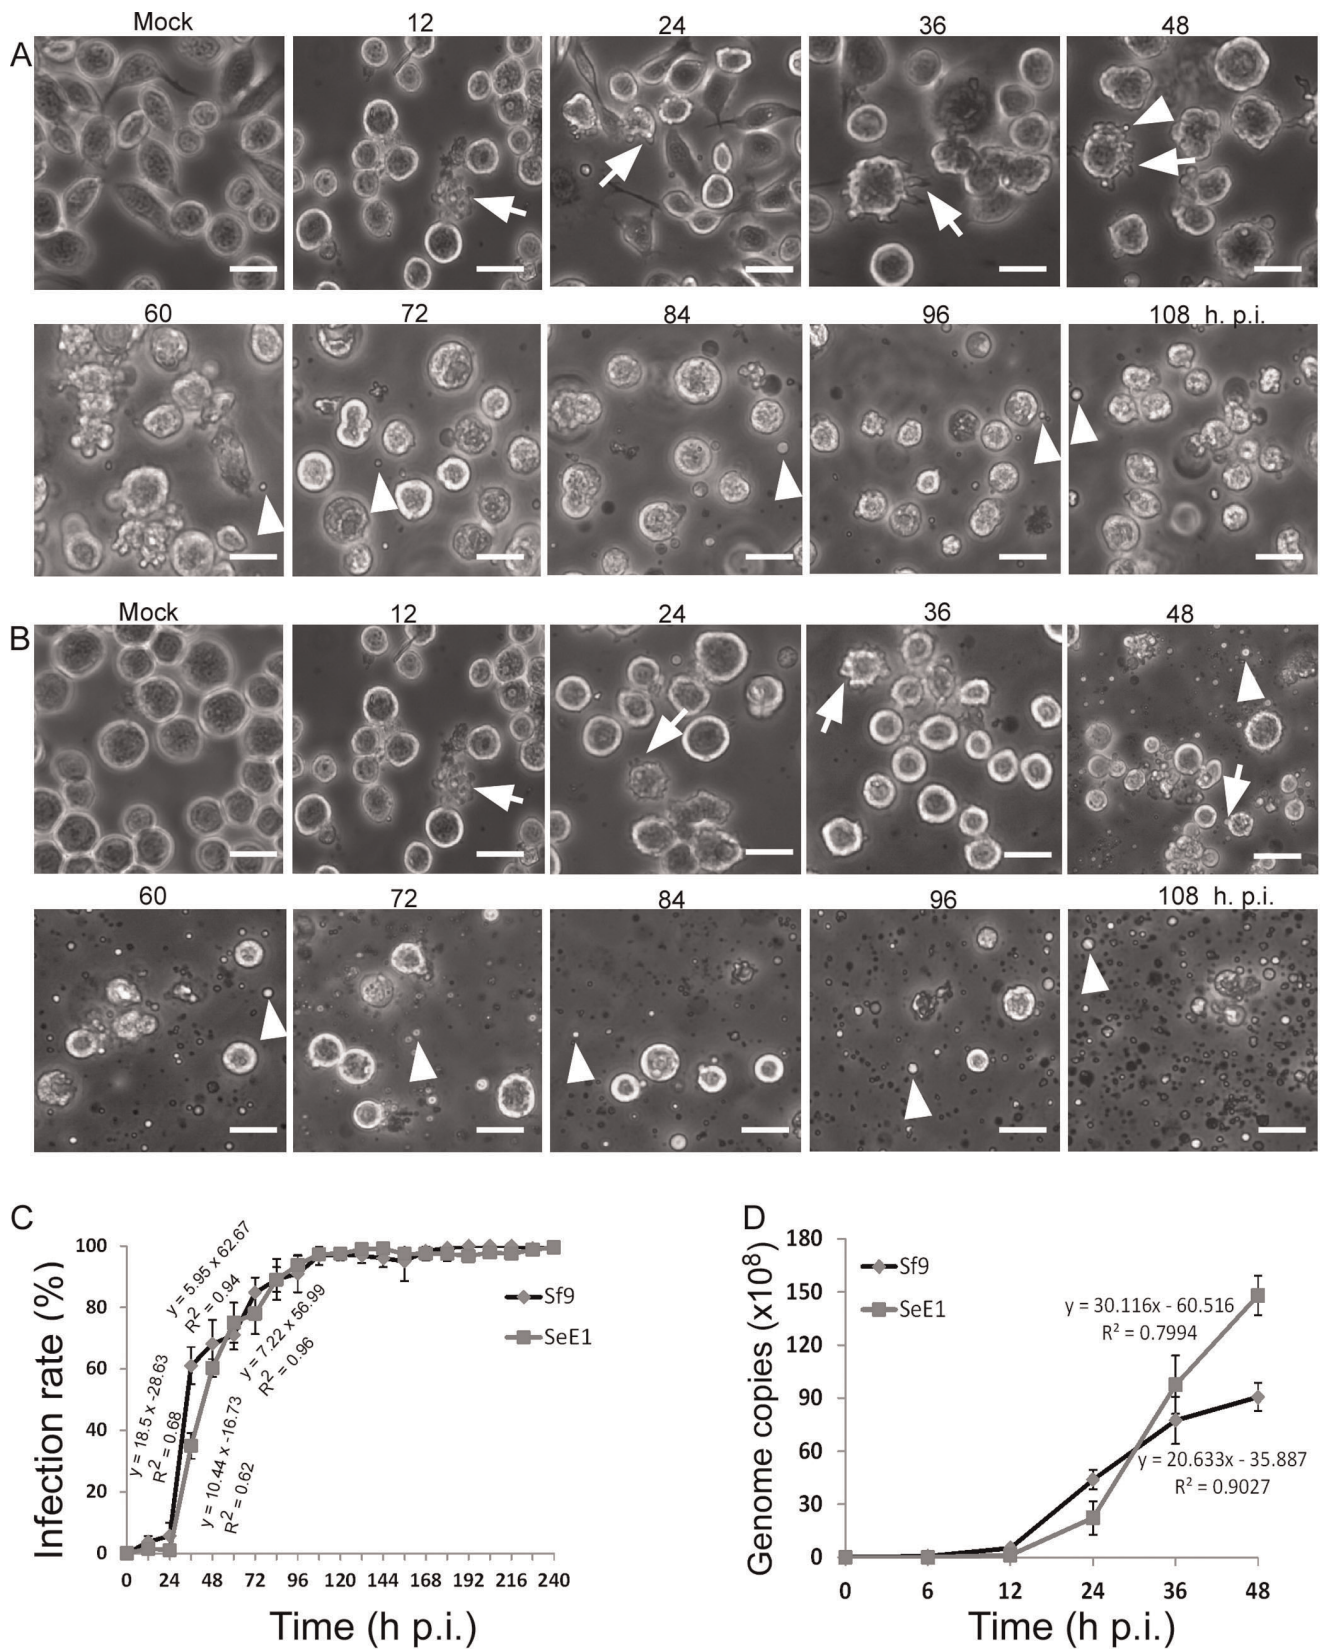 A
Mock 12 24 36 48
60 72 84 96 108 h. p.i.
B
Mock 12 24 36 48
60 72 84 96 108 h. p.i.
C
Infection rate (%)
100
80
60
40
20
0
y = 18.5 x -28.63
R2 = 0.68
y = 5.95 x 62.67
R2 = 0.94
y = 10.44 x -16.73
R2 = 0.62
y = 7.22 x 56.99
R2 = 0.96
Sf9
SeE1
0 24 48 72 96 120 144 168 192 216 240
Time (h p.i.)
D
Genome copies (x10⁸)
180
150
120
90
60
30
0
Sf9
SeE1
y = 30.116x - 60.516
R² = 0.7994
y = 20.633x - 35.887
R² = 0.9027
0 6 12 24 36 48
Time (h p.i.)